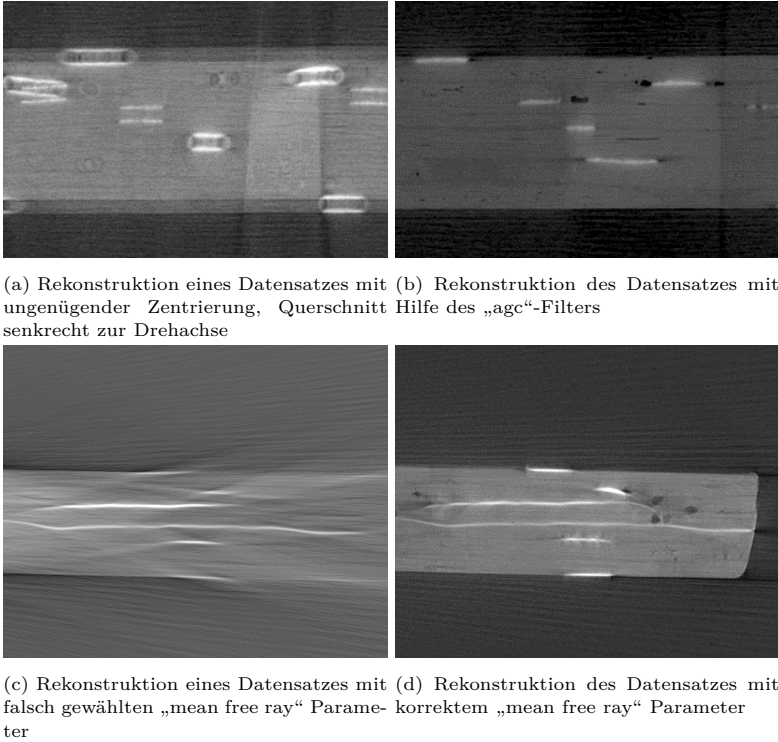 (a) Rekonstruktion eines Datensatzes mit
ungenügender Zentrierung, Querschnitt
senkrecht zur Drehachse
(b) Rekonstruktion des Datensatzes mit
Hilfe des „agc“-Filters
(c) Rekonstruktion eines Datensatzes mit
falsch gewählten „mean free ray“ Parame-
ter
(d) Rekonstruktion des Datensatzes mit
korrektem „mean free ray“ Parameter